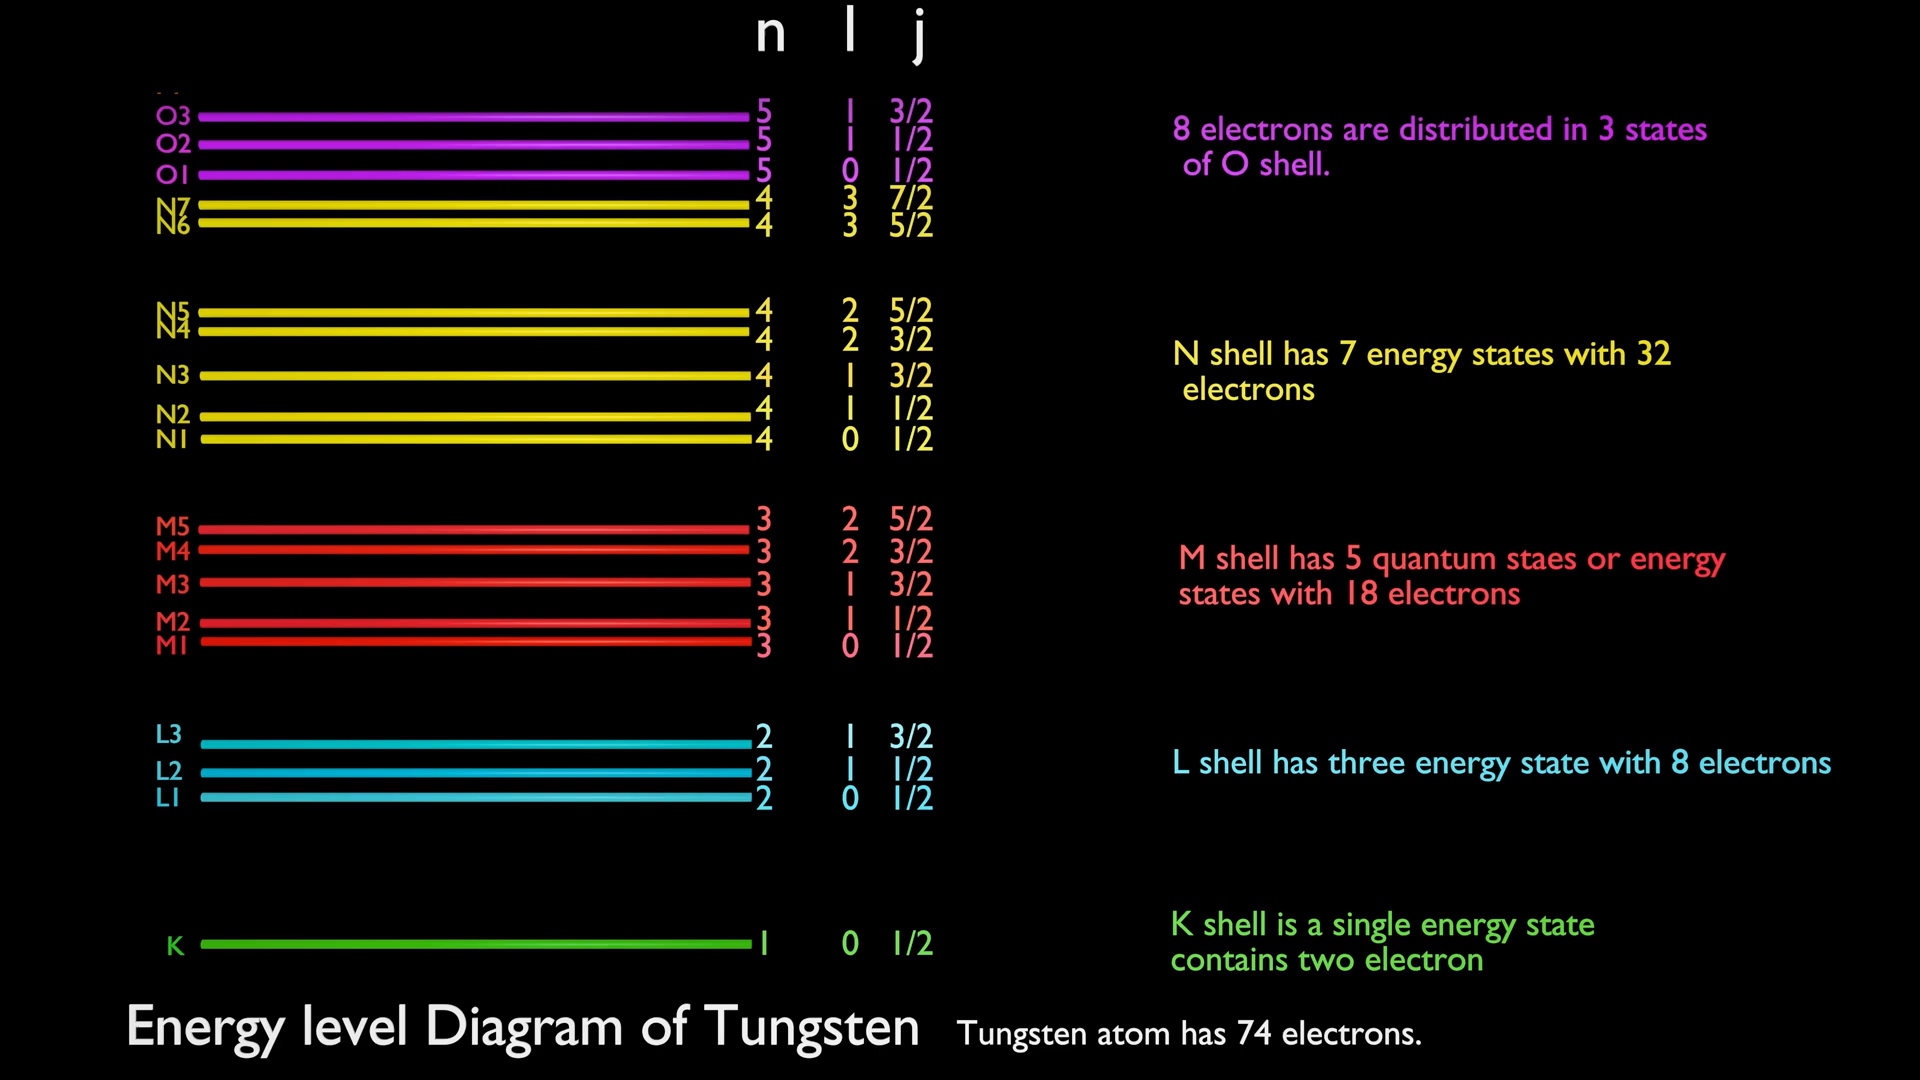 n l j
O3 5 1 3/2
O2 5 1 1/2
O1 5 0 1/2
8 electrons are distributed in 3 states
of O shell.
N7 4 3 7/2
N6 4 3 5/2
N5 4 2 5/2
N4 4 2 3/2
N3 4 1 3/2
N2 4 1 1/2
N1 4 0 1/2
N shell has 7 energy states with 32
electrons
M5 3 2 5/2
M4 3 2 3/2
M3 3 1 3/2
M2 3 1 1/2
M1 3 0 1/2
M shell has 5 quantum staes or energy
states with 18 electrons
L3 2 1 3/2
L2 2 1 1/2
L1 2 0 1/2
L shell has three energy state with 8 electrons
K 1 0 1/2
K shell is a single energy state
contains two electron
Energy level Diagram of Tungsten
Tungsten atom has 74 electrons.